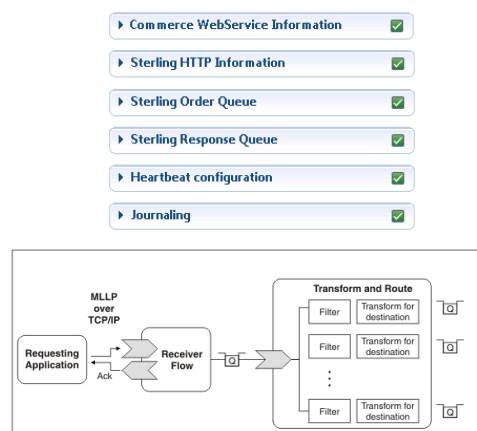 Commerce WebService Information
Sterling HTTP Information
Sterling Order Queue
Sterling Response Queue
Heartbeat configuration
Journaling
Transform and Route
MLLP
over
TCP/IP
Requesting
Application
Ack
Receiver
Flow
Q
Filter
Transform for
destination
Q
Filter
Transform for
destination
Q
Filter
Transform for
destination
Q